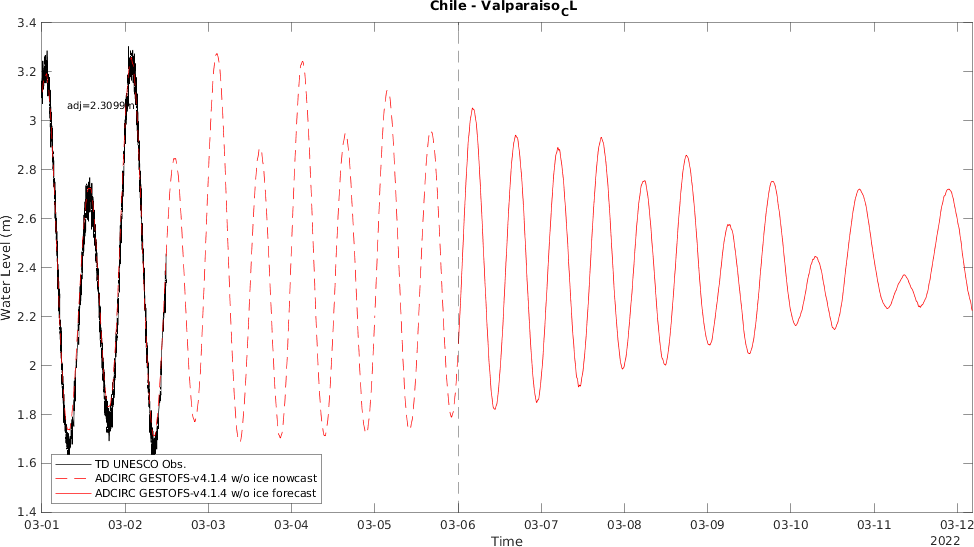 Chile - Valparaiso_CL
3.4
3.2
3
2.8
2.6
2.4
2.2
2
1.8
1.6
1.4
Water Level (m)
adj=2.3099m
TD UNESCO Obs.
ADCIRC GESTOFS-v4.1.4 w/o ice nowcast
ADCIRC GESTOFS-v4.1.4 w/o ice forecast
03-01 03-02 03-03 03-04 03-05 03-06 03-07 03-08 03-09 03-10 03-11 03-12
Time
2022